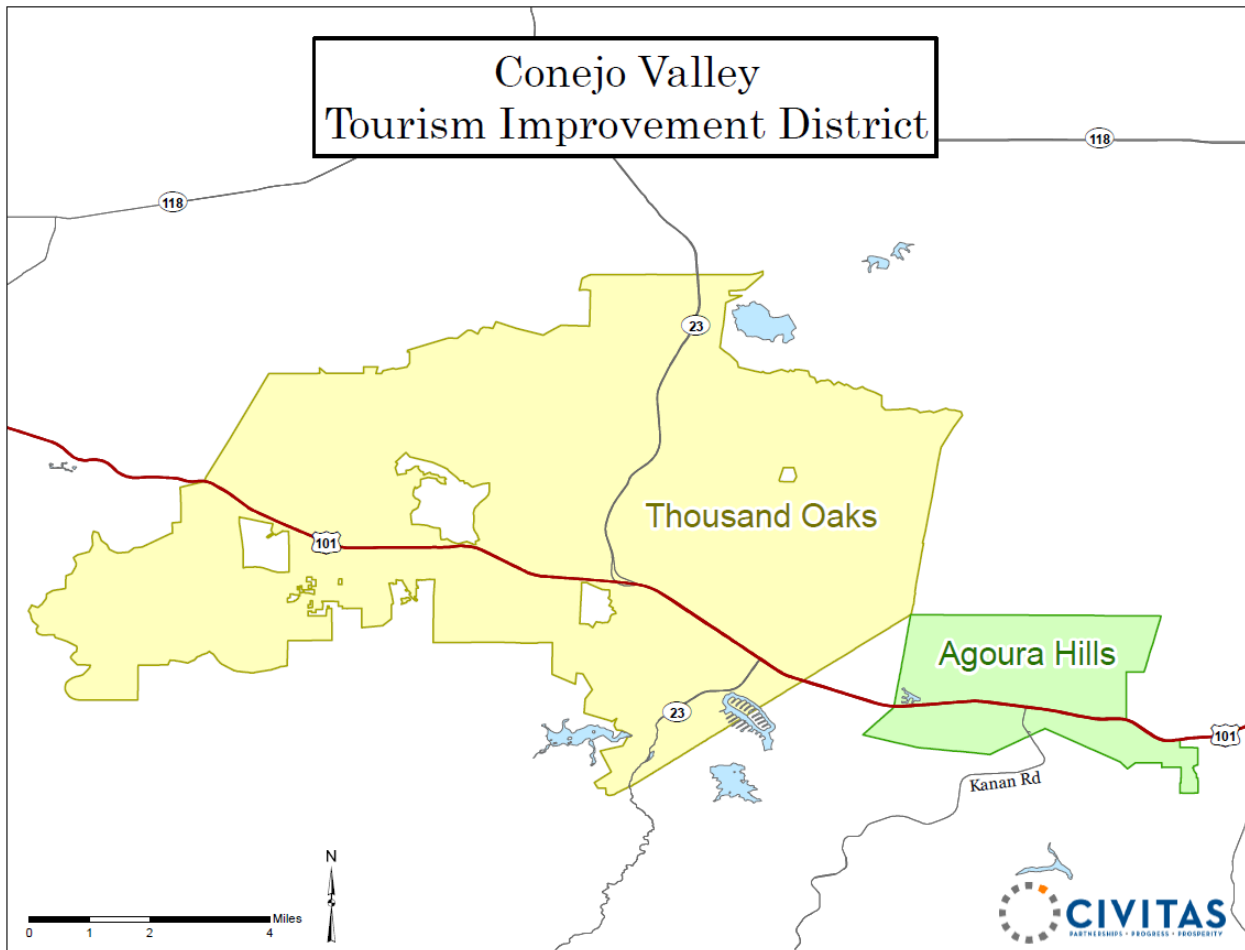 Conejo Valley
Tourism Improvement District
118
118
23
Thousand Oaks
101
Agoura Hills
23
101
Kanan Rd
N
Miles
0 1 2 4
CIVITAS
PARTNERSHIPS • PROGRESS • PROSPERITY